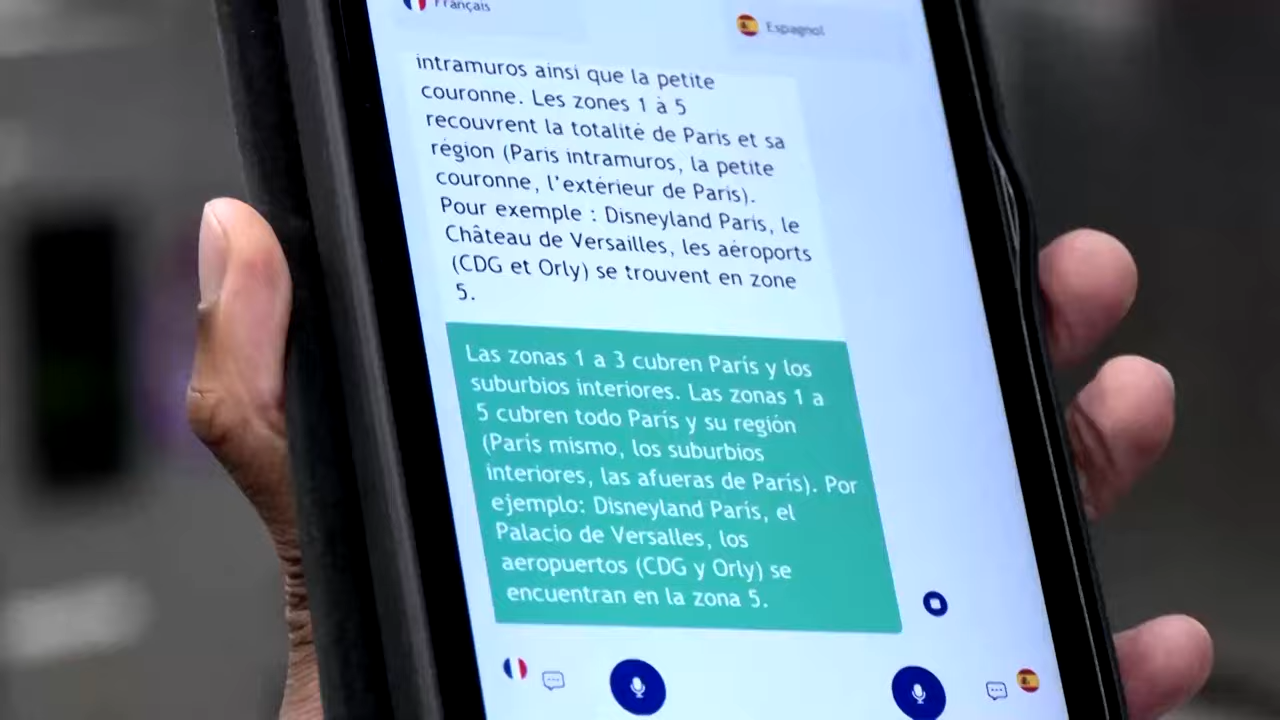 Français
Espagnol
intramuros ainsi que la petite
couronne. Les zones 1 à 5
recouvrent la totalité de Paris et sa
région (Paris intramuros, la petite
couronne, l'extérieur de Paris).
Pour exemple : Disneyland Paris, le
Château de Versailles, les aéroports
(CDG et Orly) se trouvent en zone
5.
Las zonas 1 a 3 cubren París y los
suburbios interiores. Las zonas 1 a
5 cubren todo París y su región
(París mismo, los suburbios
interiores, las afueras de París). Por
ejemplo: Disneyland París, el
Palacio de Versalles, los
aeropuertos (CDG y Orly) se
encuentran en la zona 5.